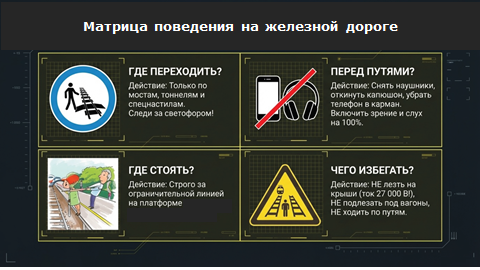 Матрица поведения на железной дороге
ГДЕ ПЕРЕХОДИТЬ?
Действие: Только по
мостам, тоннелям и
спецнастилам.
Следи за светофором!
ПЕРЕД ПУТЯМИ?
Действие: Снять наушники,
откинуть капюшон, убрать
телефон в карман.
Включить зрение и слух
на 100%.
ГДЕ СТОЯТЬ?
Действие: Строго за
ограничительной линией
на платформе
ЧЕГО ИЗБЕГАТЬ?
Действие: НЕ лезть на
крыши (ток 27 000 В!),
НЕ подлезать под вагоны,
НЕ ходить по путям.